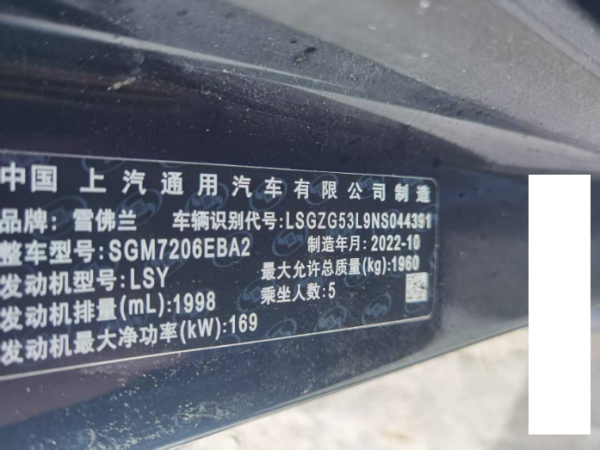 中国 上汽通用汽车有限公司制造
品牌: 雪佛兰 车辆识别代号: LSGZG53L9NS044391
整车型号: SGM7206EBA2 制造年月: 2022-10
发动机型号: LSY 最大允许总质量(kg): 1960
发动机排量(mL): 1998 乘坐人数: 5
发动机最大净功率(kW): 169